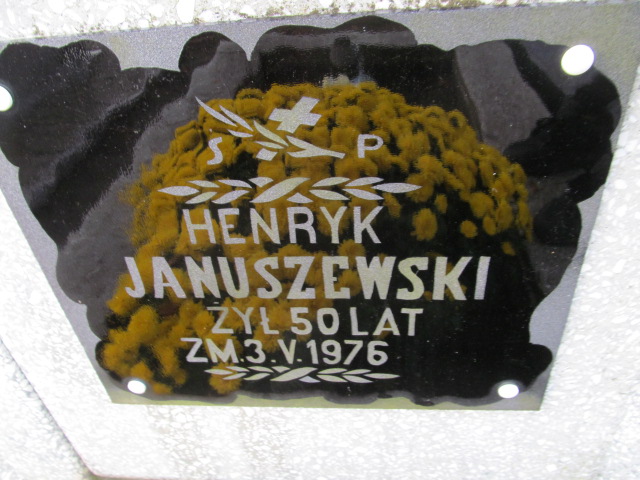 S P
HENRYK
JANUSZEWSKI
ŻYŁ 50 LAT
ZM. 3.V.1976